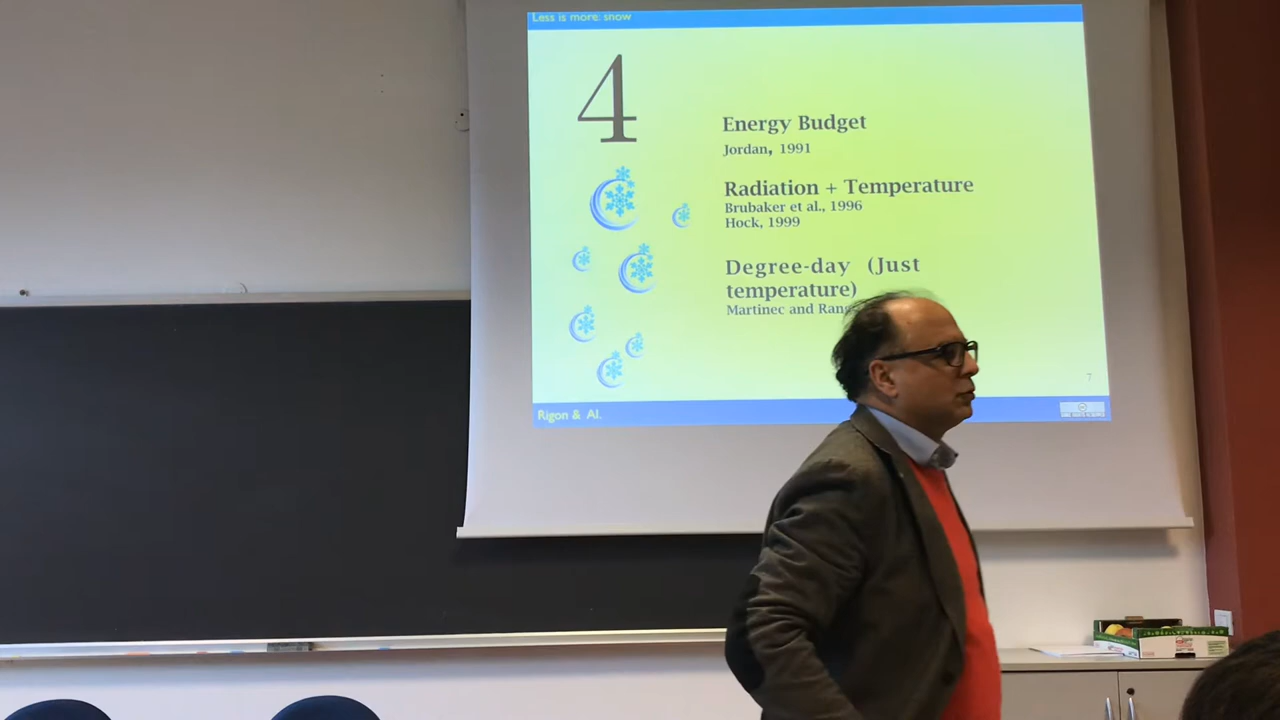 Less is more: snow
4
Energy Budget
Jordan, 1991
Radiation + Temperature
Brubaker et al., 1996
Hock, 1999
Degree-day (Just
temperature)
Martinec and
7
Rigon & Al.